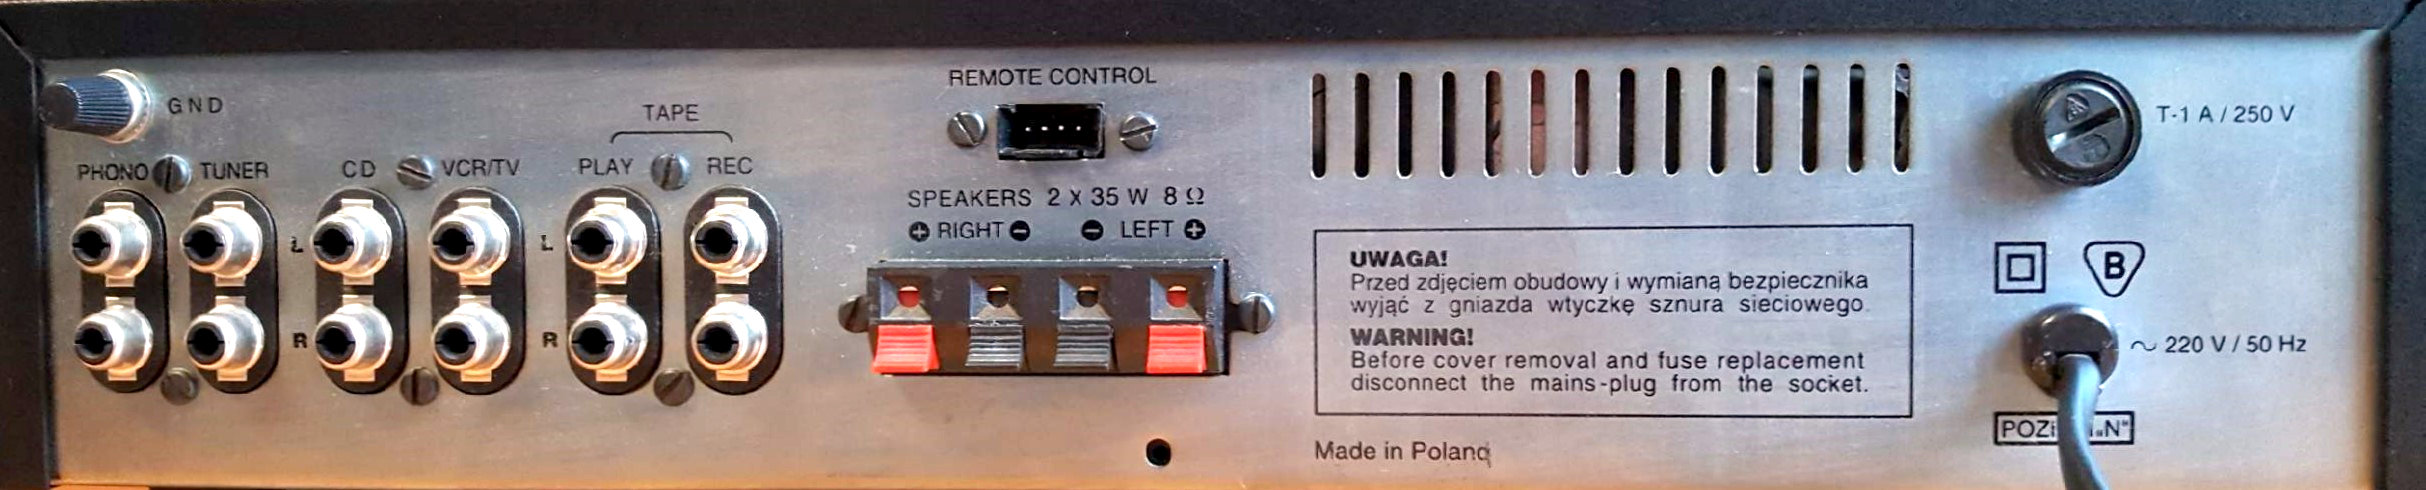 GND
PHONO TUNER CD VCR/TV
TAPE
PLAY REC
L L
R R
REMOTE CONTROL
SPEAKERS 2 X 35 W 8 Ω
+ RIGHT - - LEFT +
T-1 A / 250 V
UWAGA!
Przed zdjęciem obudowy i wymianą bezpiecznika
wyjąć z gniazda wtyczkę sznura sieciowego.
WARNING!
Before cover removal and fuse replacement
disconnect the mains-plug from the socket.
Made in Poland
B
~ 220 V / 50 Hz